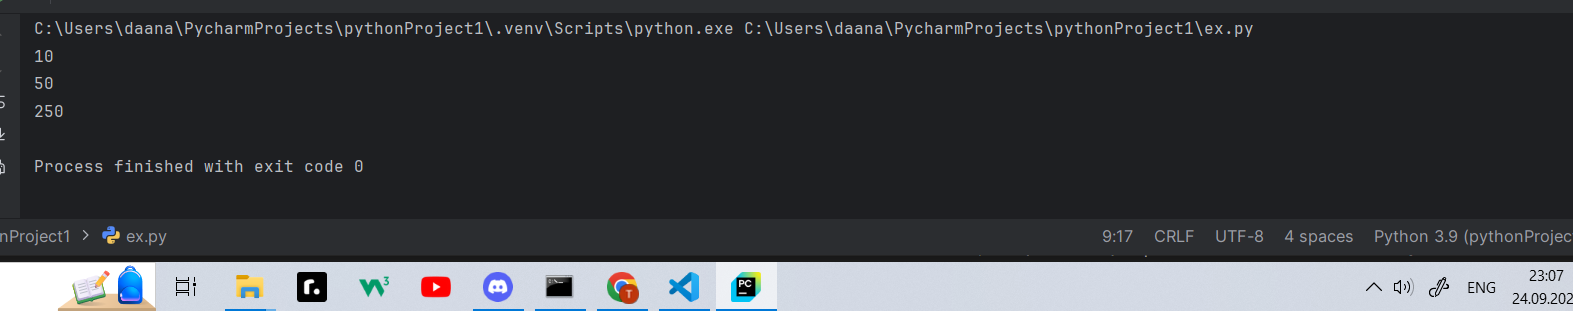 C:\Users\daana\PycharmProjects\pythonProject1\.venv\Scripts\python.exe C:\Users\daana\PycharmProjects\pythonProject1\ex.py
10
50
250
Process finished with exit code 0
nProject1 > ex.py 9:17 CRLF UTF-8 4 spaces Python 3.9 (pythonProjec
r. W3 T PC ENG 23:07
24.09.202